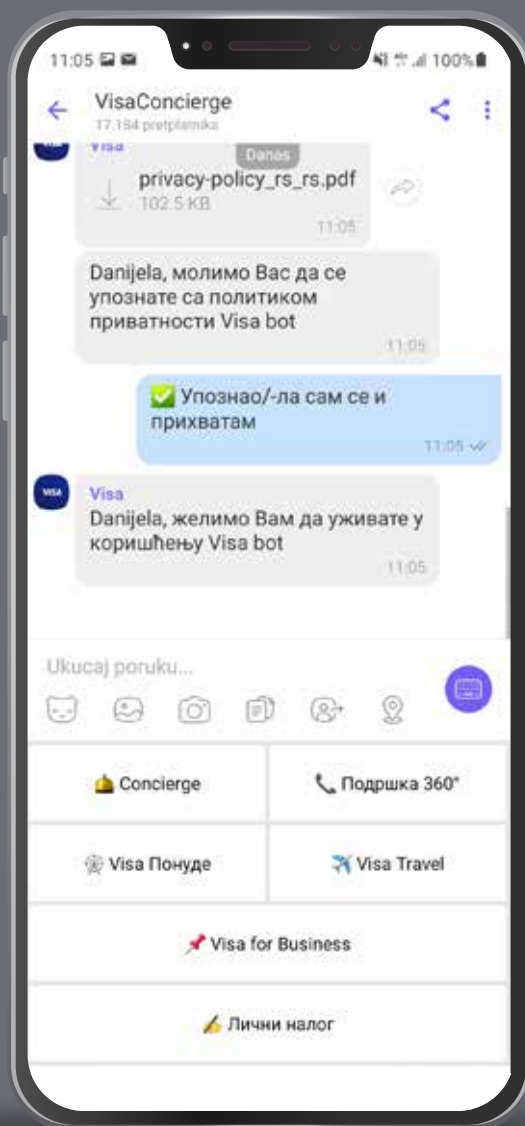 11:05
100%
VisaConcierge
17.184 pretplatnika
Visa
Danas
privacy-policy_rs_rs.pdf
102.5 KB
11:05
Danijela, молимо Вас да се
упознате са политиком
приватности Visa bot
11:05
✅ Упознао/-ла сам се и
прихватам
11:05
VISA
Visa
Danijela, желимо Вам да уживате у
коришћењу Visa bot
11:05
Ukucaj poruku...
Concierge
Подршка 360°
Visa Понуде
Visa Travel
Visa for Business
Лични налог